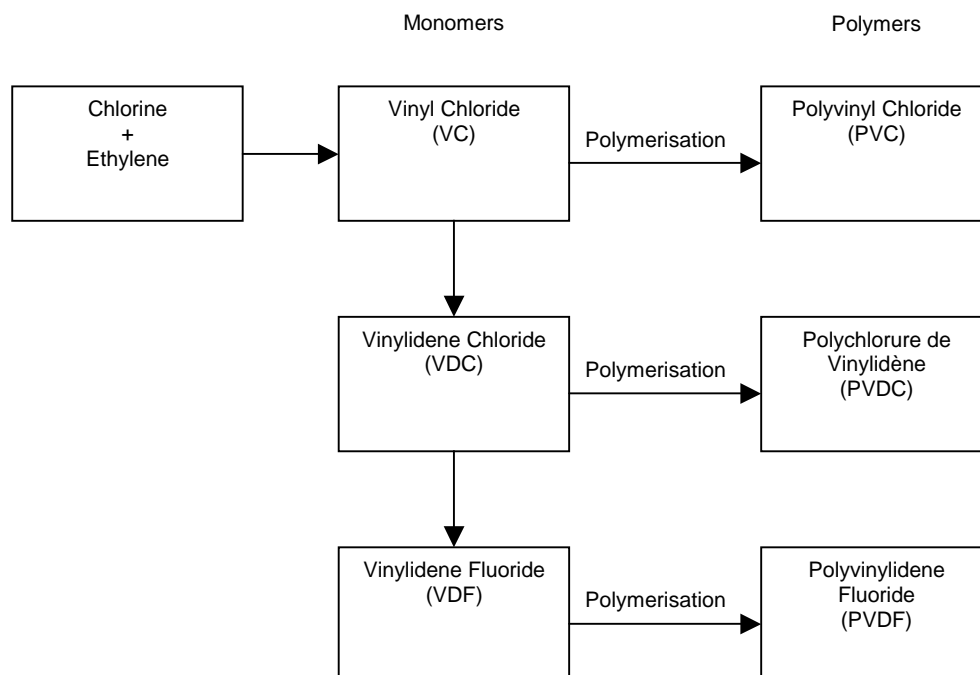 Monomers
Polymers
Chlorine
+
Ethylene
Vinyl Chloride
(VC)
Polymerisation
Polyvinyl Chloride
(PVC)
Vinylidene Chloride
(VDC)
Polymerisation
Polychlorure de
Vinylidène
(PVDC)
Vinylidene Fluoride
(VDF)
Polymerisation
Polyvinylidene
Fluoride
(PVDF)